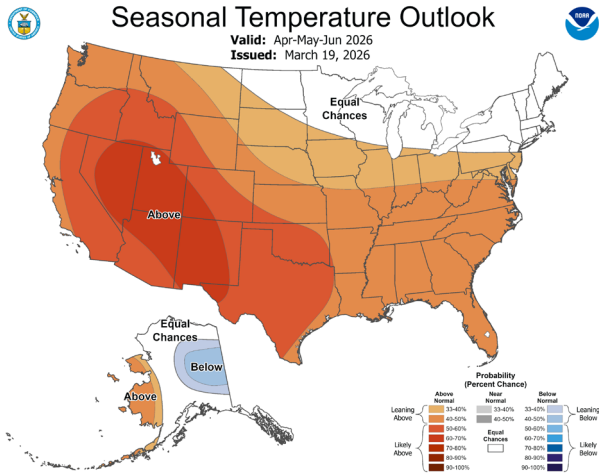 Seasonal Temperature Outlook
Valid: Apr-May-Jun 2026
Issued: March 19, 2026
NOAA
Equal
Chances
Above
Equal
Chances
Below
Above
Probability
(Percent Chance)
Above
Normal
Near
Normal
Below
Normal
Leaning
Above
33-40%
40-50%
33-40%
40-50%
33-40%
40-50%
Leaning
Below
Equal
Chances
Likely
Above
50-60%
60-70%
70-80%
80-90%
90-100%
50-60%
60-70%
70-80%
80-90%
90-100%
Likely
Below